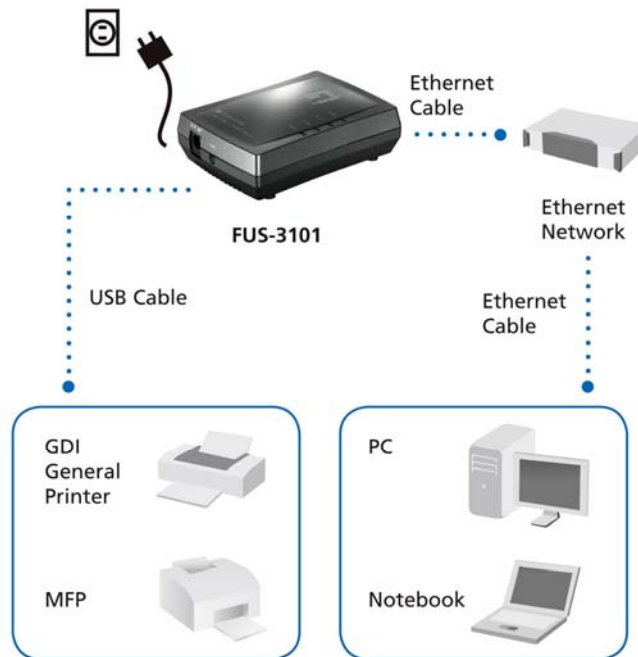 Ethernet
Cable
FUS-3101
Ethernet
Network
USB Cable
Ethernet
Cable
GDI
General
Printer
MFP
PC
Notebook